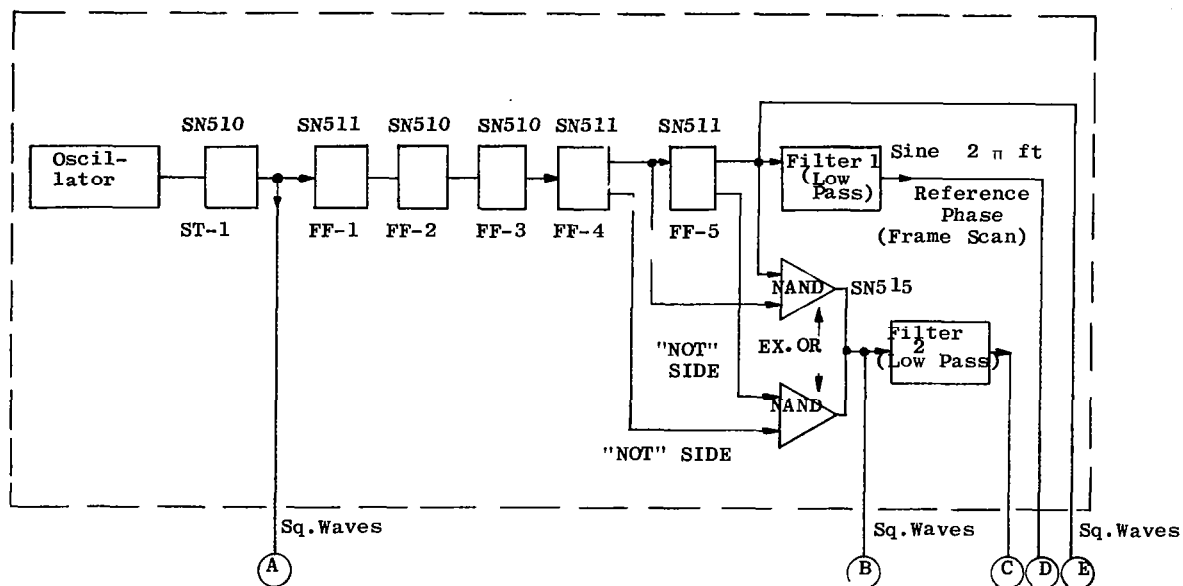 SN510 SN511 SN510 SN510 SN511 SN511
Oscil-
lator
ST-1 FF-1 FF-2 FF-3 FF-4 FF-5
Filter 1
(Low
Pass)
Sine 2 π ft
Reference
Phase
(Frame Scan)
NAND
SN515
EX.OR
NAND
"NOT"
SIDE
"NOT" SIDE
Filter
2
(Low Pass)
Sq.Waves
Sq.Waves
Sq.Waves
A B C D E